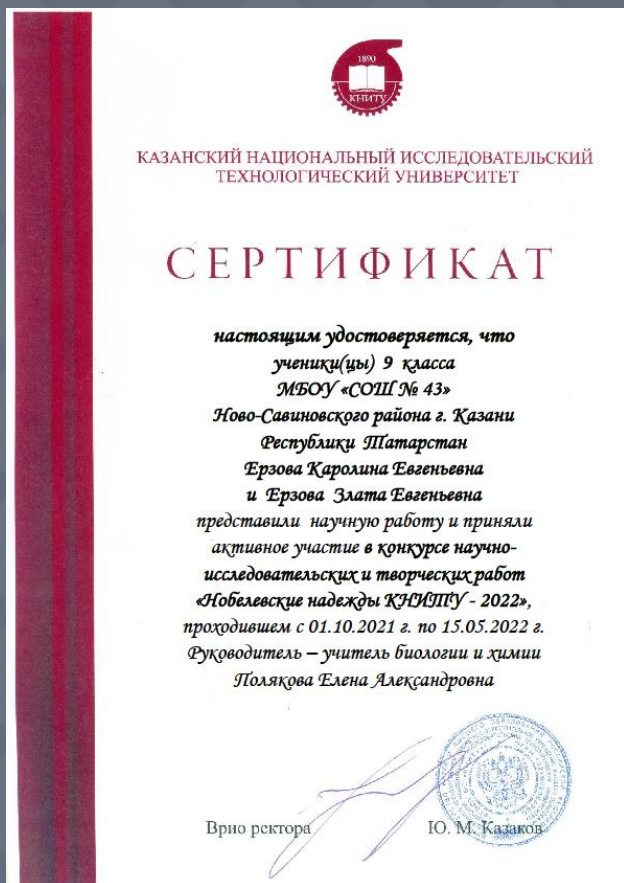 1890
КНИТУ
КАЗАНСКИЙ НАЦИОНАЛЬНЫЙ ИССЛЕДОВАТЕЛЬСКИЙ
ТЕХНОЛОГИЧЕСКИЙ УНИВЕРСИТЕТ
СЕРТИФИКАТ
настоящим удостоверяется, что
ученики(цы) 9 класса
МБОУ «СОШ № 43»
Ново-Савиновского района г. Казани
Республики Татарстан
Ерзова Каролина Евгеньевна
и Ерзова Злата Евгеньевна
представили научную работу и приняли
активное участие в конкурсе научно-
исследовательских и творческих работ
«Нобелевские надежды КНИТУ - 2022»,
проходившем с 01.10.2021 г. по 15.05.2022 г.
Руководитель – учитель биологии и химии
Полякова Елена Александровна
Врио ректора Ю. М. Казаков